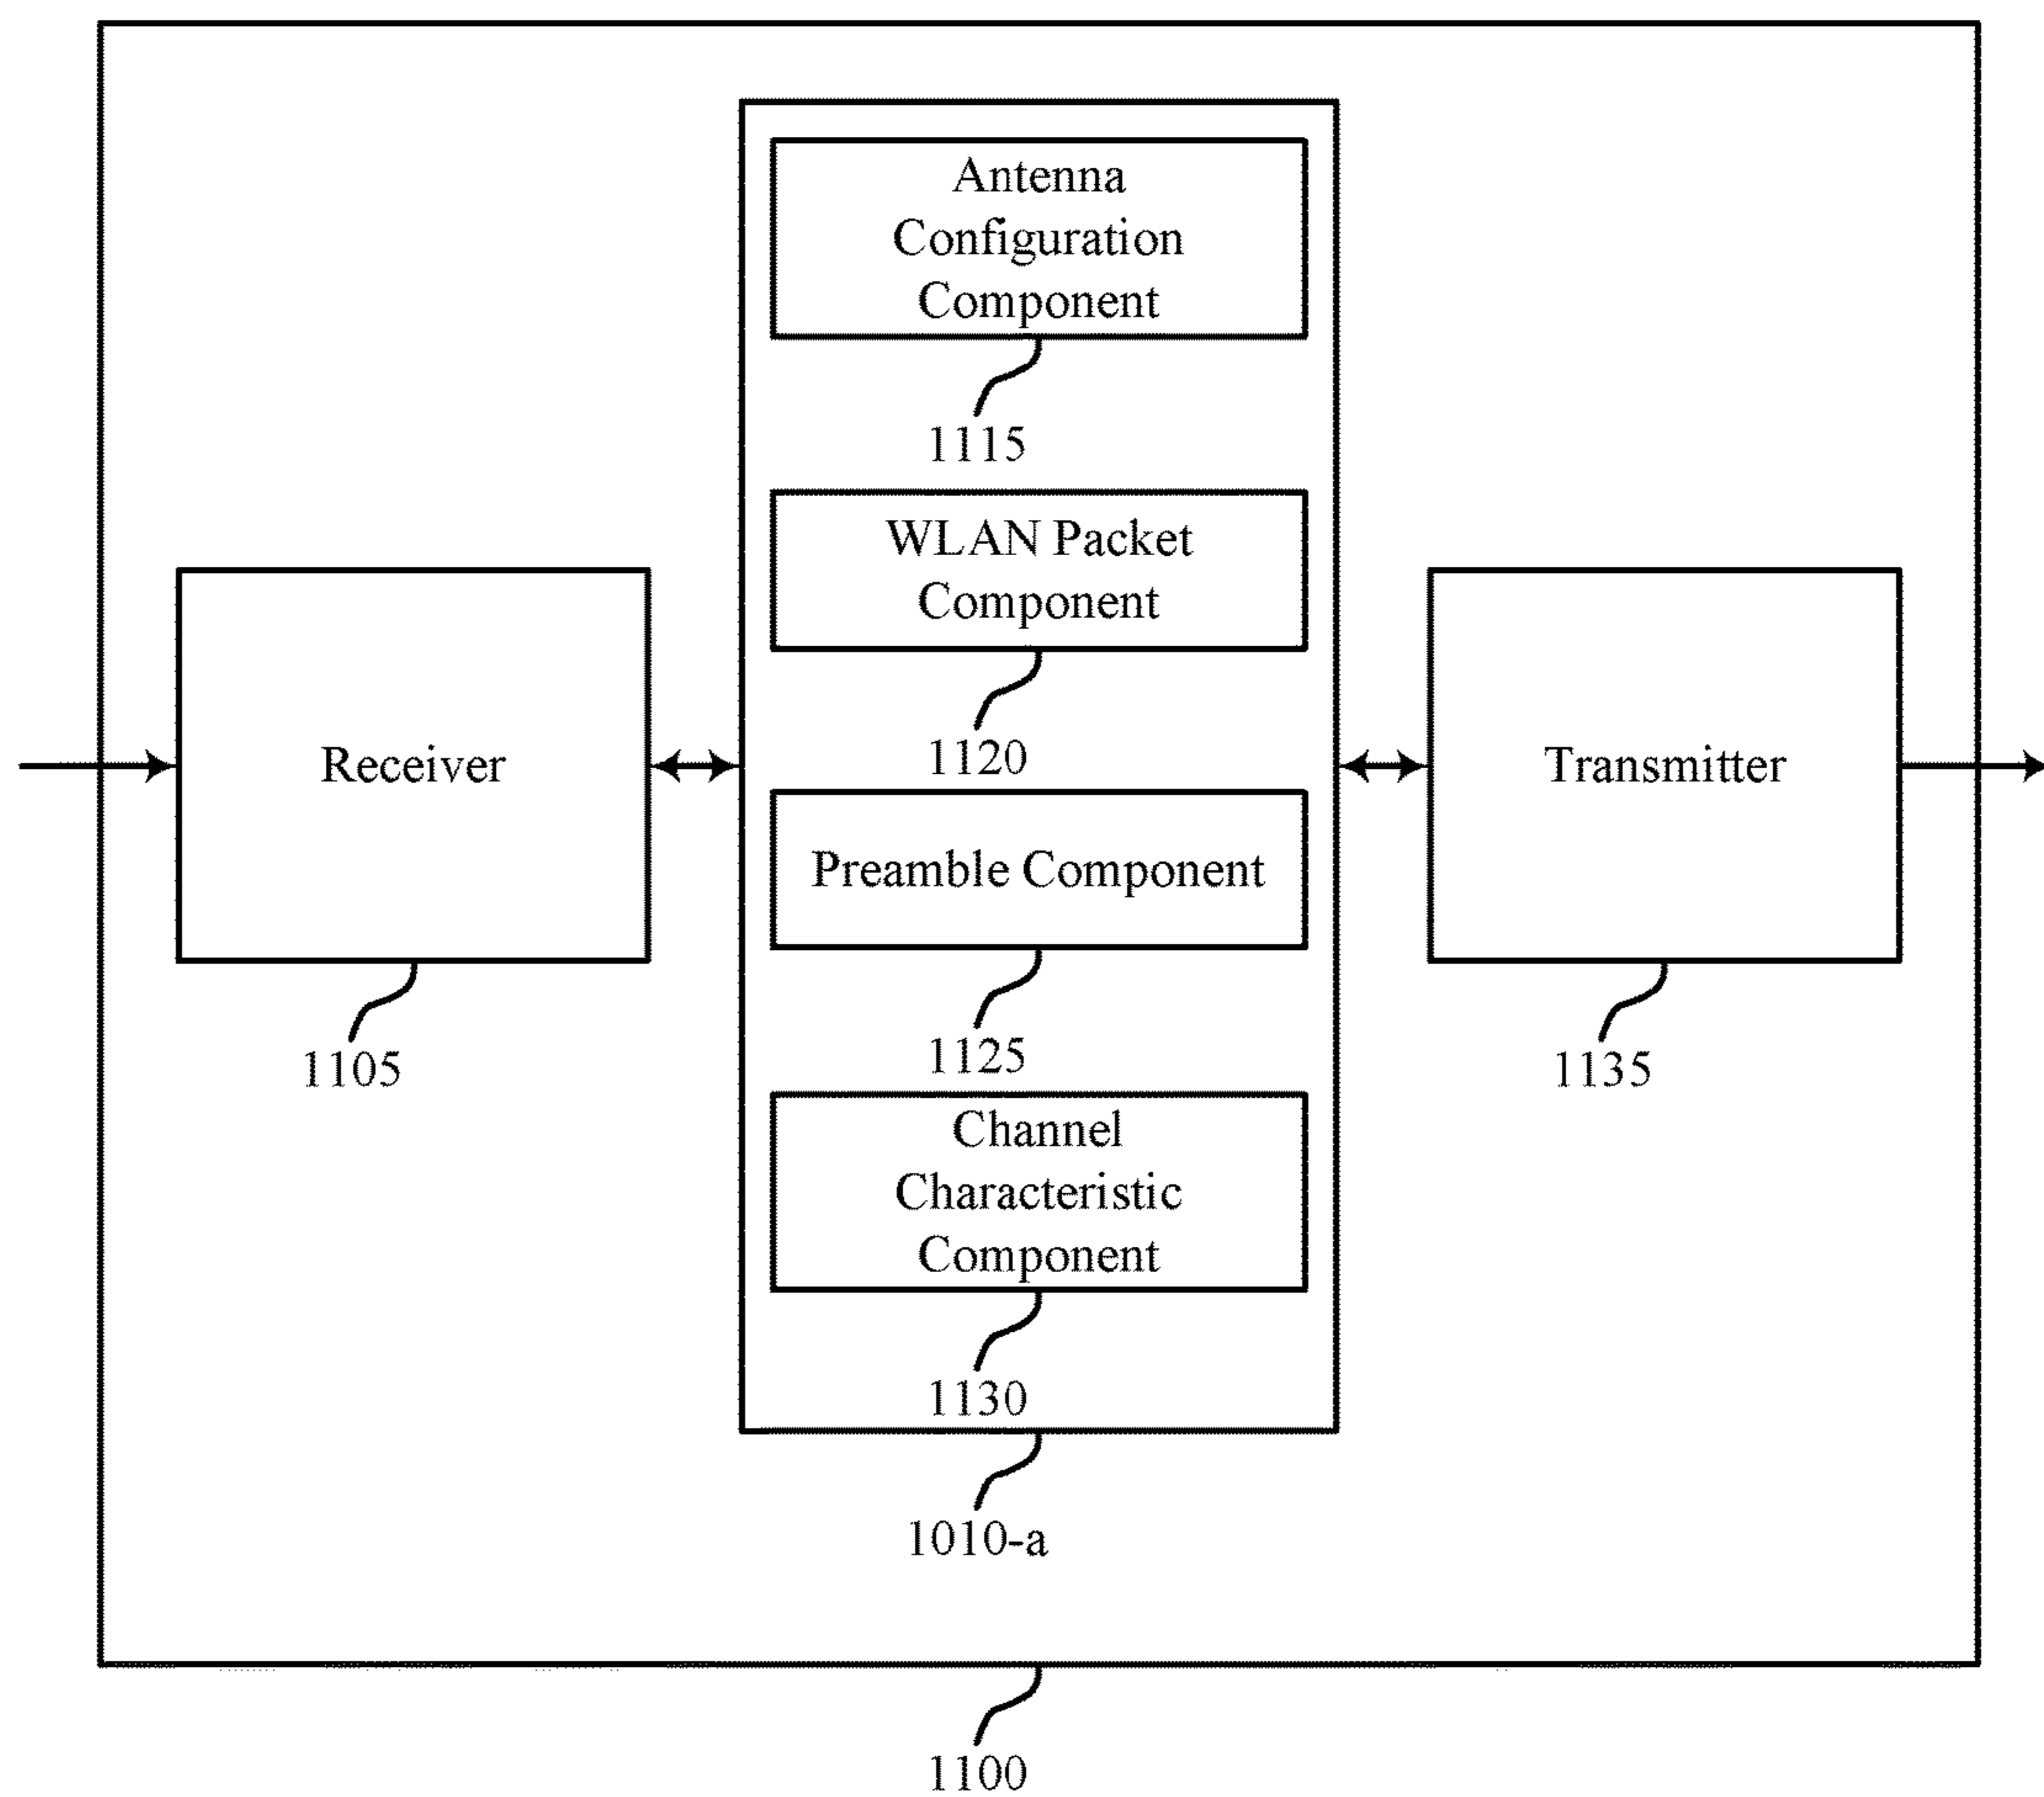 Antenna
Configuration
Component
1115
WLAN Packet
Component
1120
Receiver
1105
Preamble Component
1125
Transmitter
1135
Channel
Characteristic
Component
1130
1010-a
1100